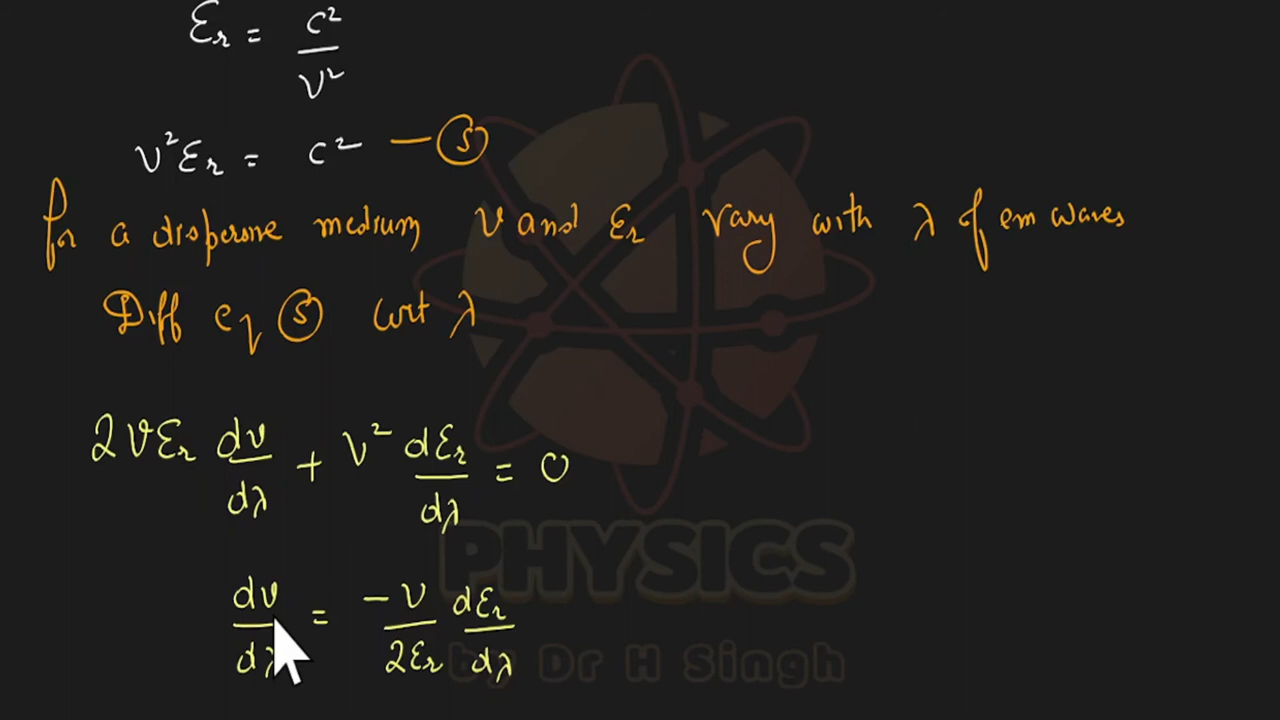 εr = c²/v²
v²εr = c² — ⑤
for a dispersive medium v and εr vary with λ of em waves
Diff eq ⑤ wrt λ
2vεr dv/dλ + v² dεr/dλ = 0
dv/dλ = -v/2εr dεr/dλ
PHYSICS
by Dr H Singh